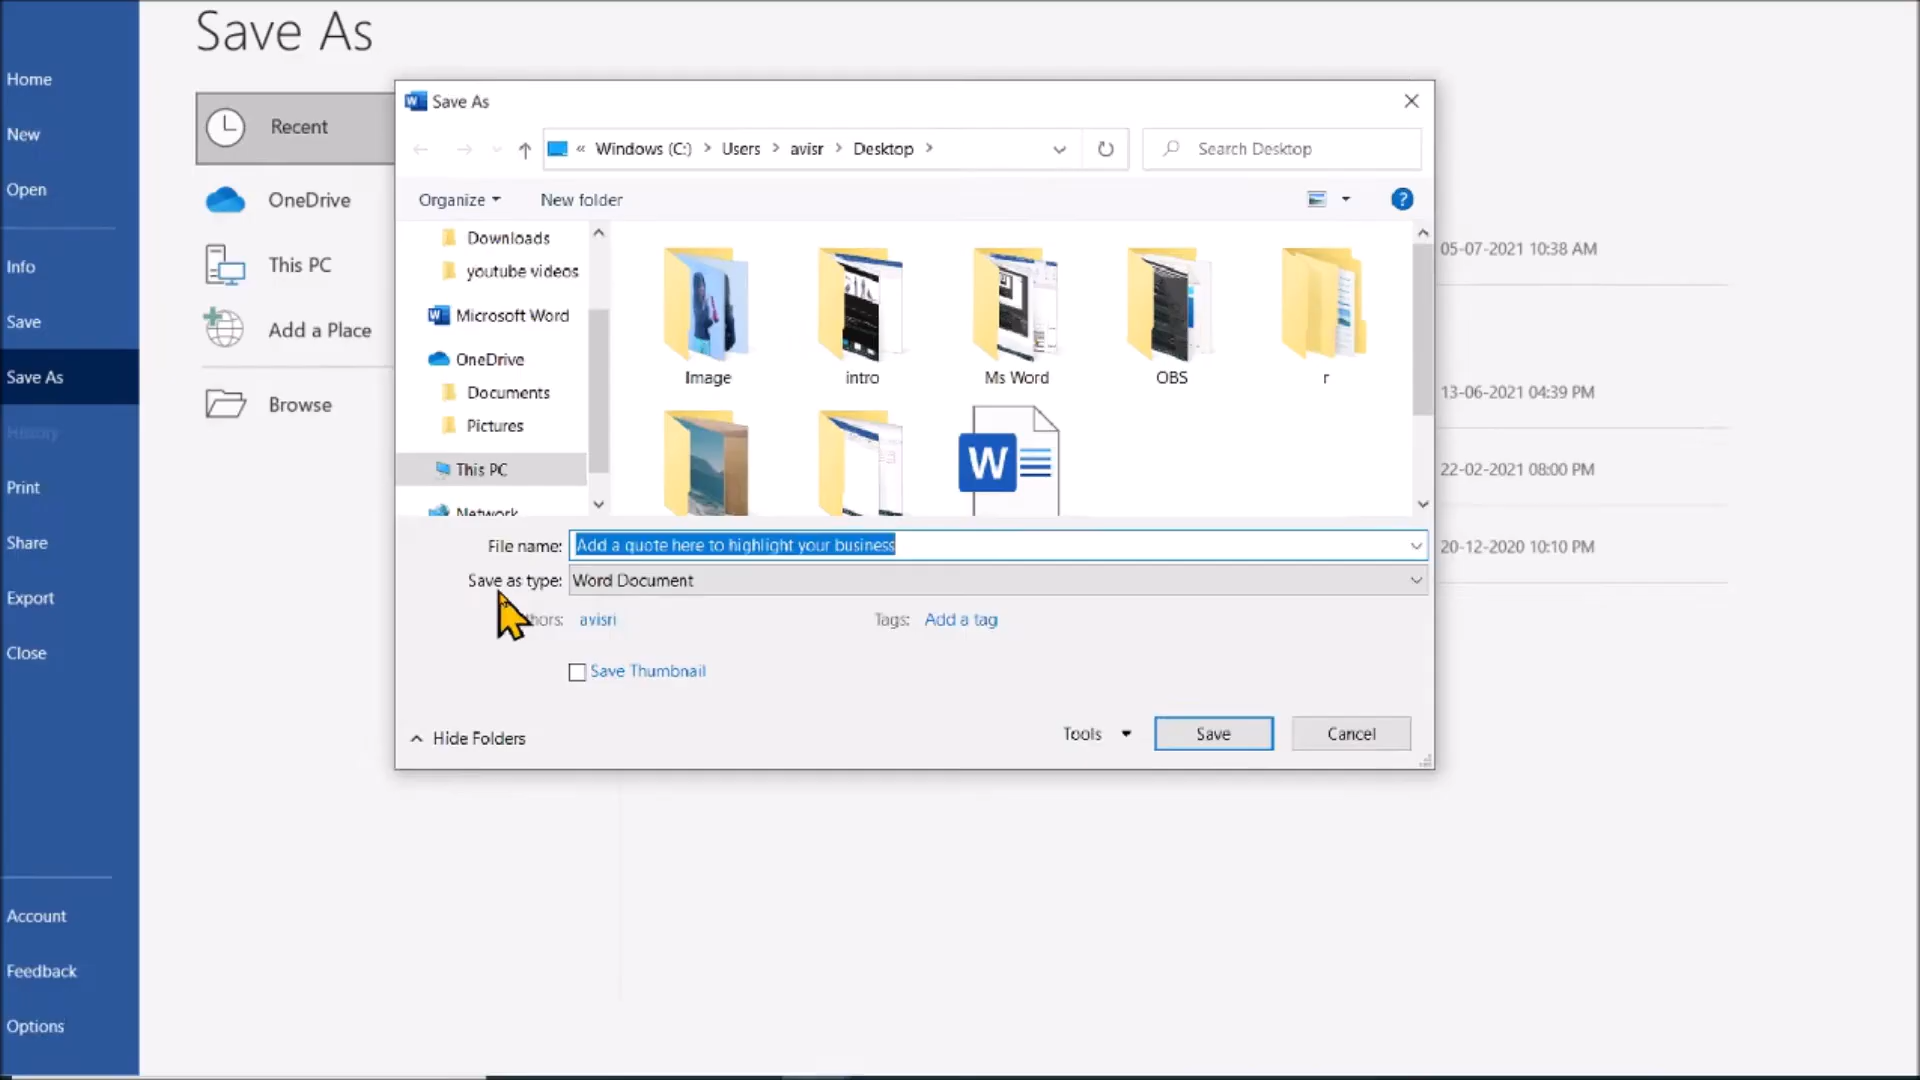 Save As
Home
New
Open
Info
Save
Save As
History
Print
Share
Export
Close
Account
Feedback
Options
Recent
OneDrive
This PC
Add a Place
Browse
W Save As
« Windows (C:) > Users > avisr > Desktop >
Search Desktop
Organize
New folder
?
Downloads
youtube videos
W Microsoft Word
OneDrive
Documents
Pictures
This PC
Network
Image
intro
Ms Word
OBS
r
W
File name: Add a quote here to highlight your business
Save as type: Word Document
avisri
Tags: Add a tag
Save Thumbnail
Hide Folders
Tools
Save
Cancel
05-07-2021 10:38 AM
13-06-2021 04:39 PM
22-02-2021 08:00 PM
20-12-2020 10:10 PM